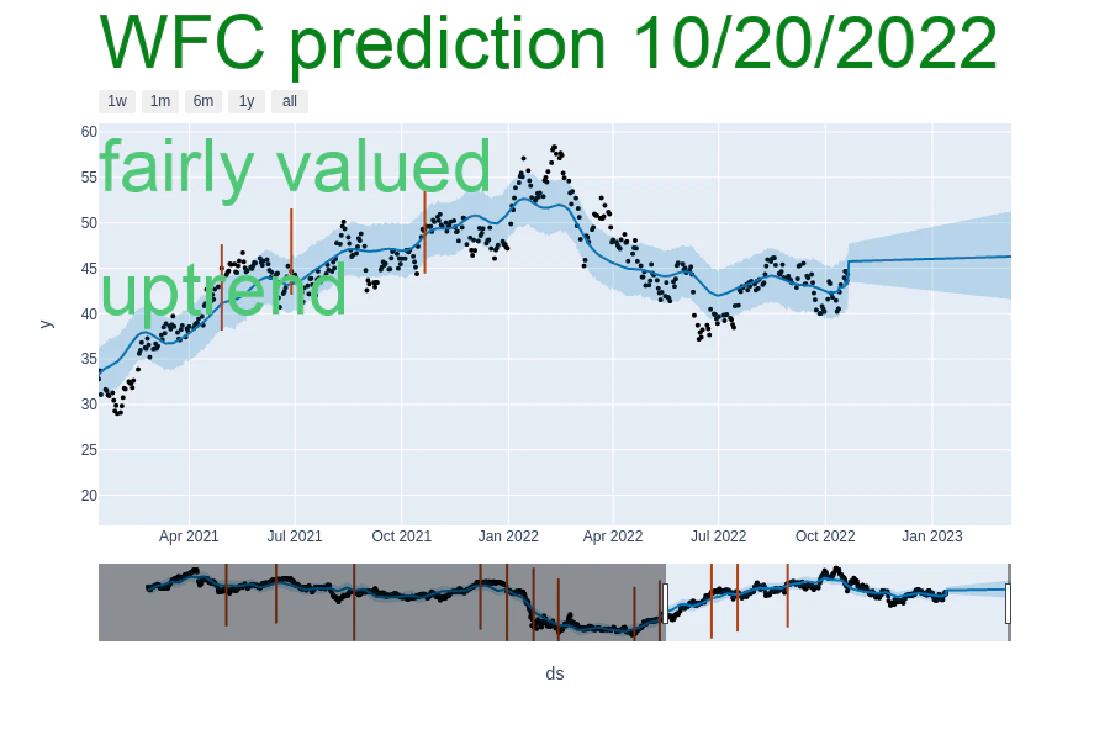 WFC prediction 10/20/2022
1w 1m 6m 1y all
60
fairly valued
55
50
45
uptrend
40
y
35
30
25
20
Apr 2021 Jul 2021 Oct 2021 Jan 2022 Apr 2022 Jul 2022 Oct 2022 Jan 2023
ds